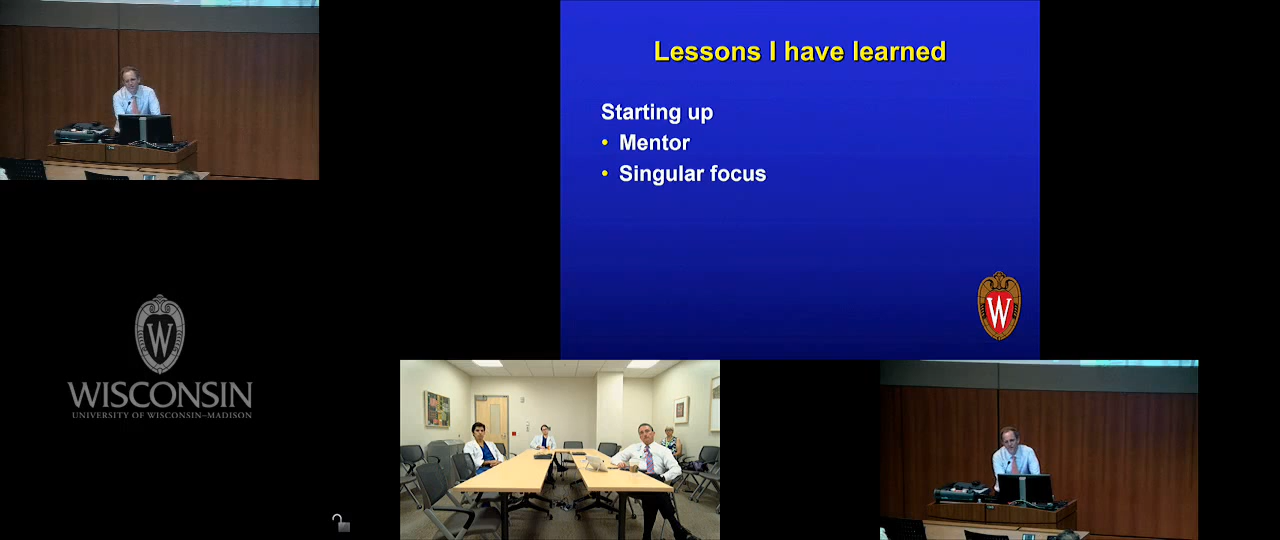 Lessons I have learned
Starting up
• Mentor
• Singular focus
W
W
WISCONSIN
UNIVERSITY OF WISCONSIN–MADISON